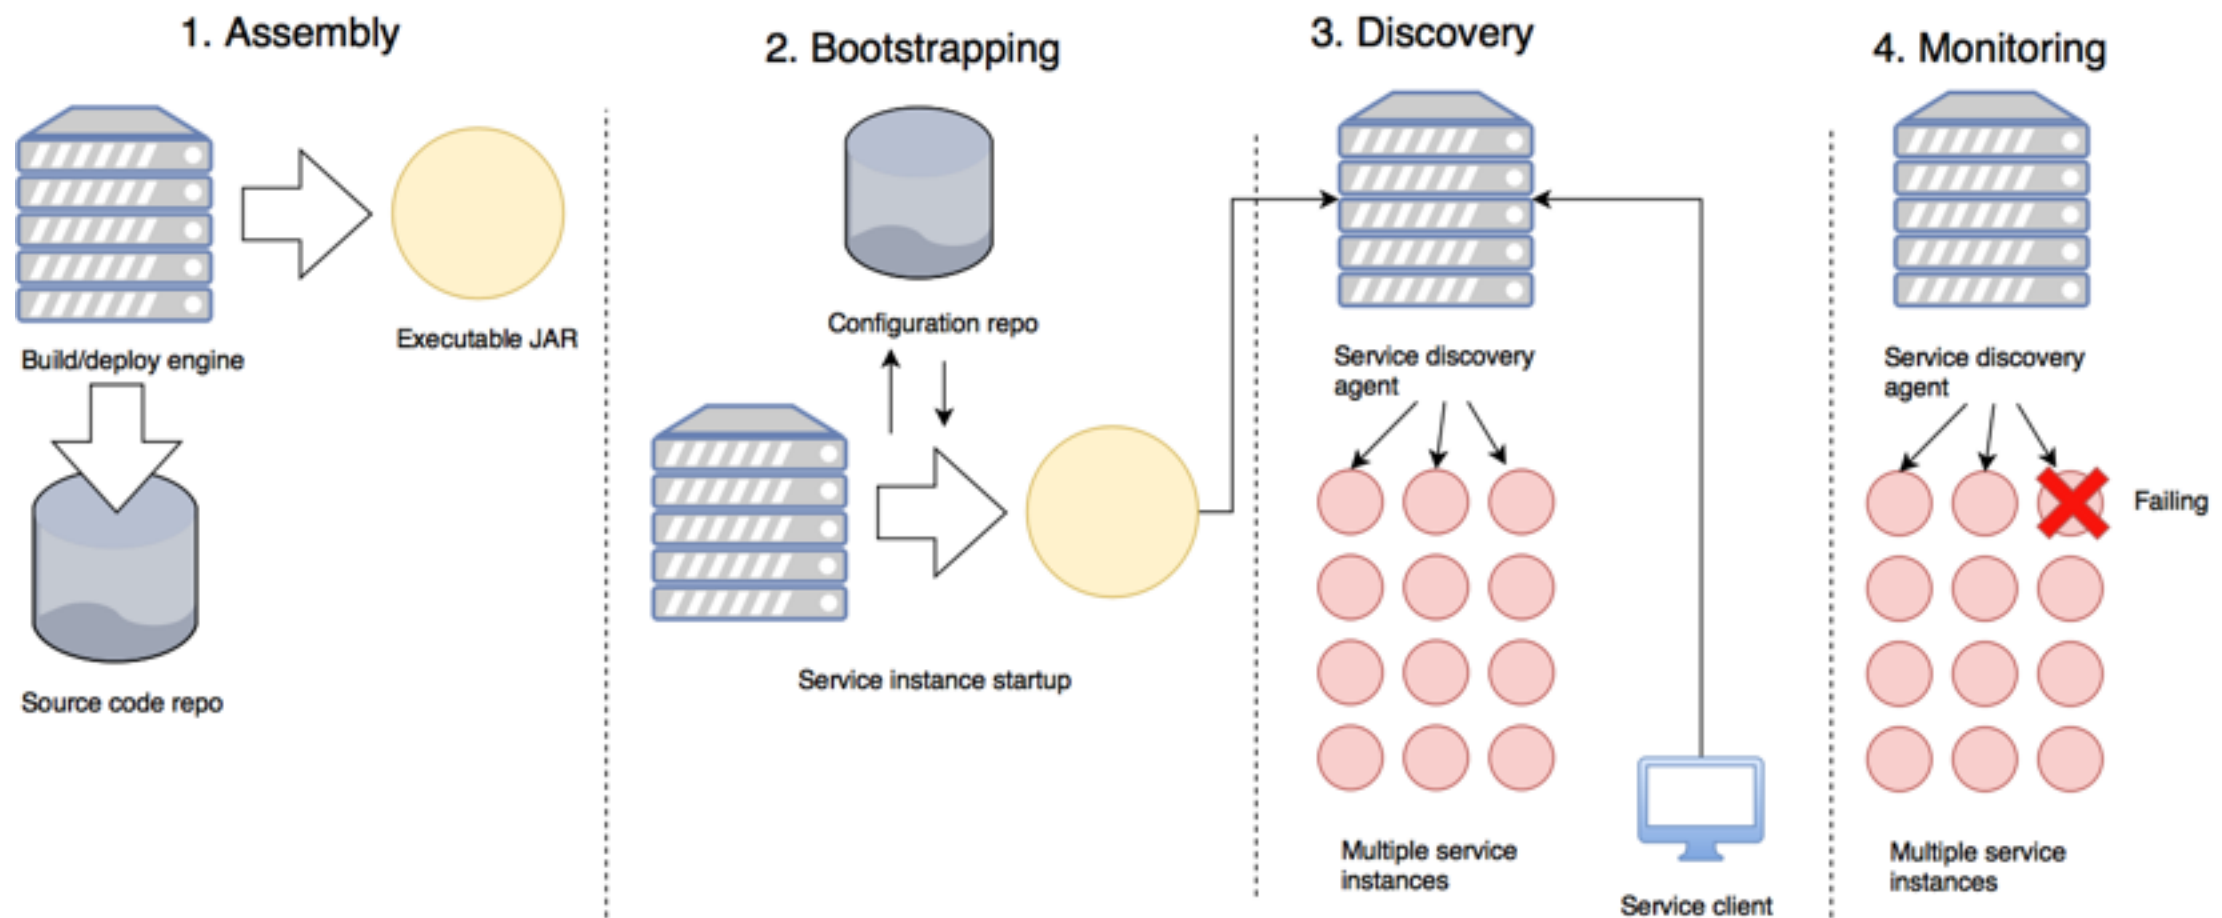 1. Assembly
Build/deploy engine
Executable JAR
Source code repo
2. Bootstrapping
Configuration repo
Service instance startup
3. Discovery
Service discovery
agent
Multiple service
instances
Service client
4. Monitoring
Service discovery
agent
Failing
Multiple service
instances